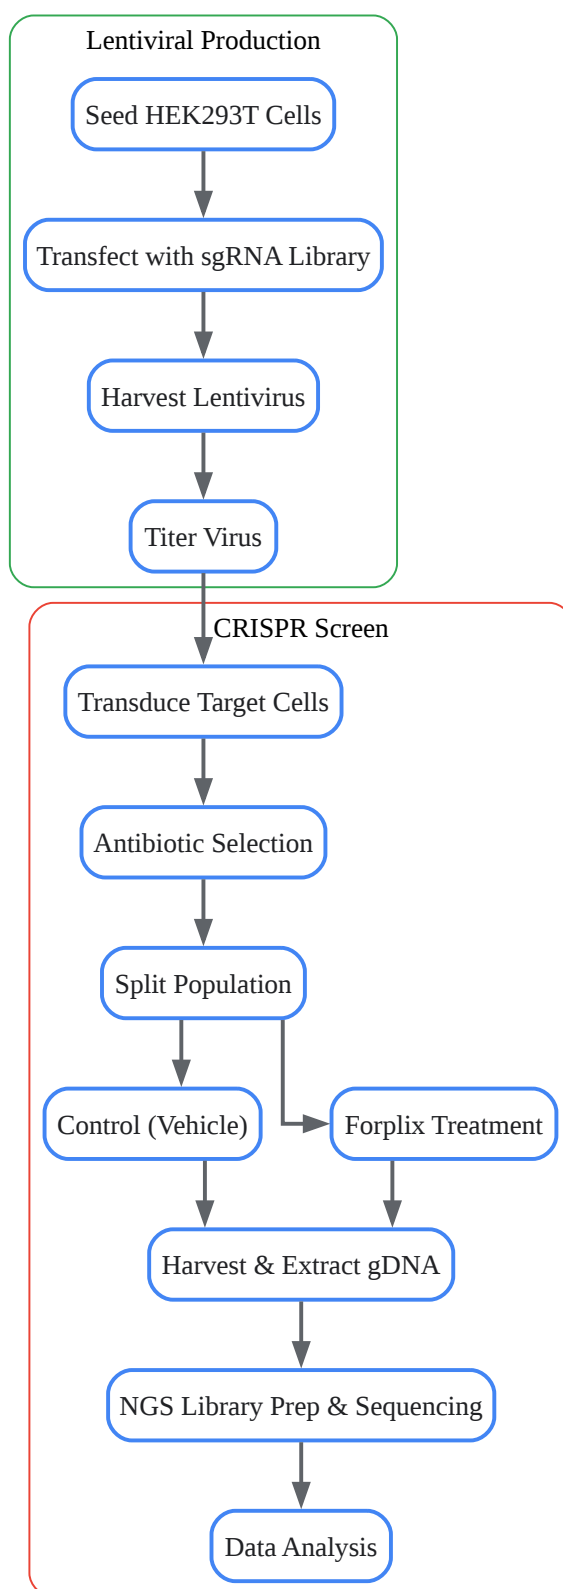 Lentiviral Production
Seed HEK293T Cells
Transfect with sgRNA Library
Harvest Lentivirus
Titer Virus
CRISPR Screen
Transduce Target Cells
Antibiotic Selection
Split Population
Control (Vehicle)
Forplix Treatment
Harvest & Extract gDNA
NGS Library Prep & Sequencing
Data Analysis